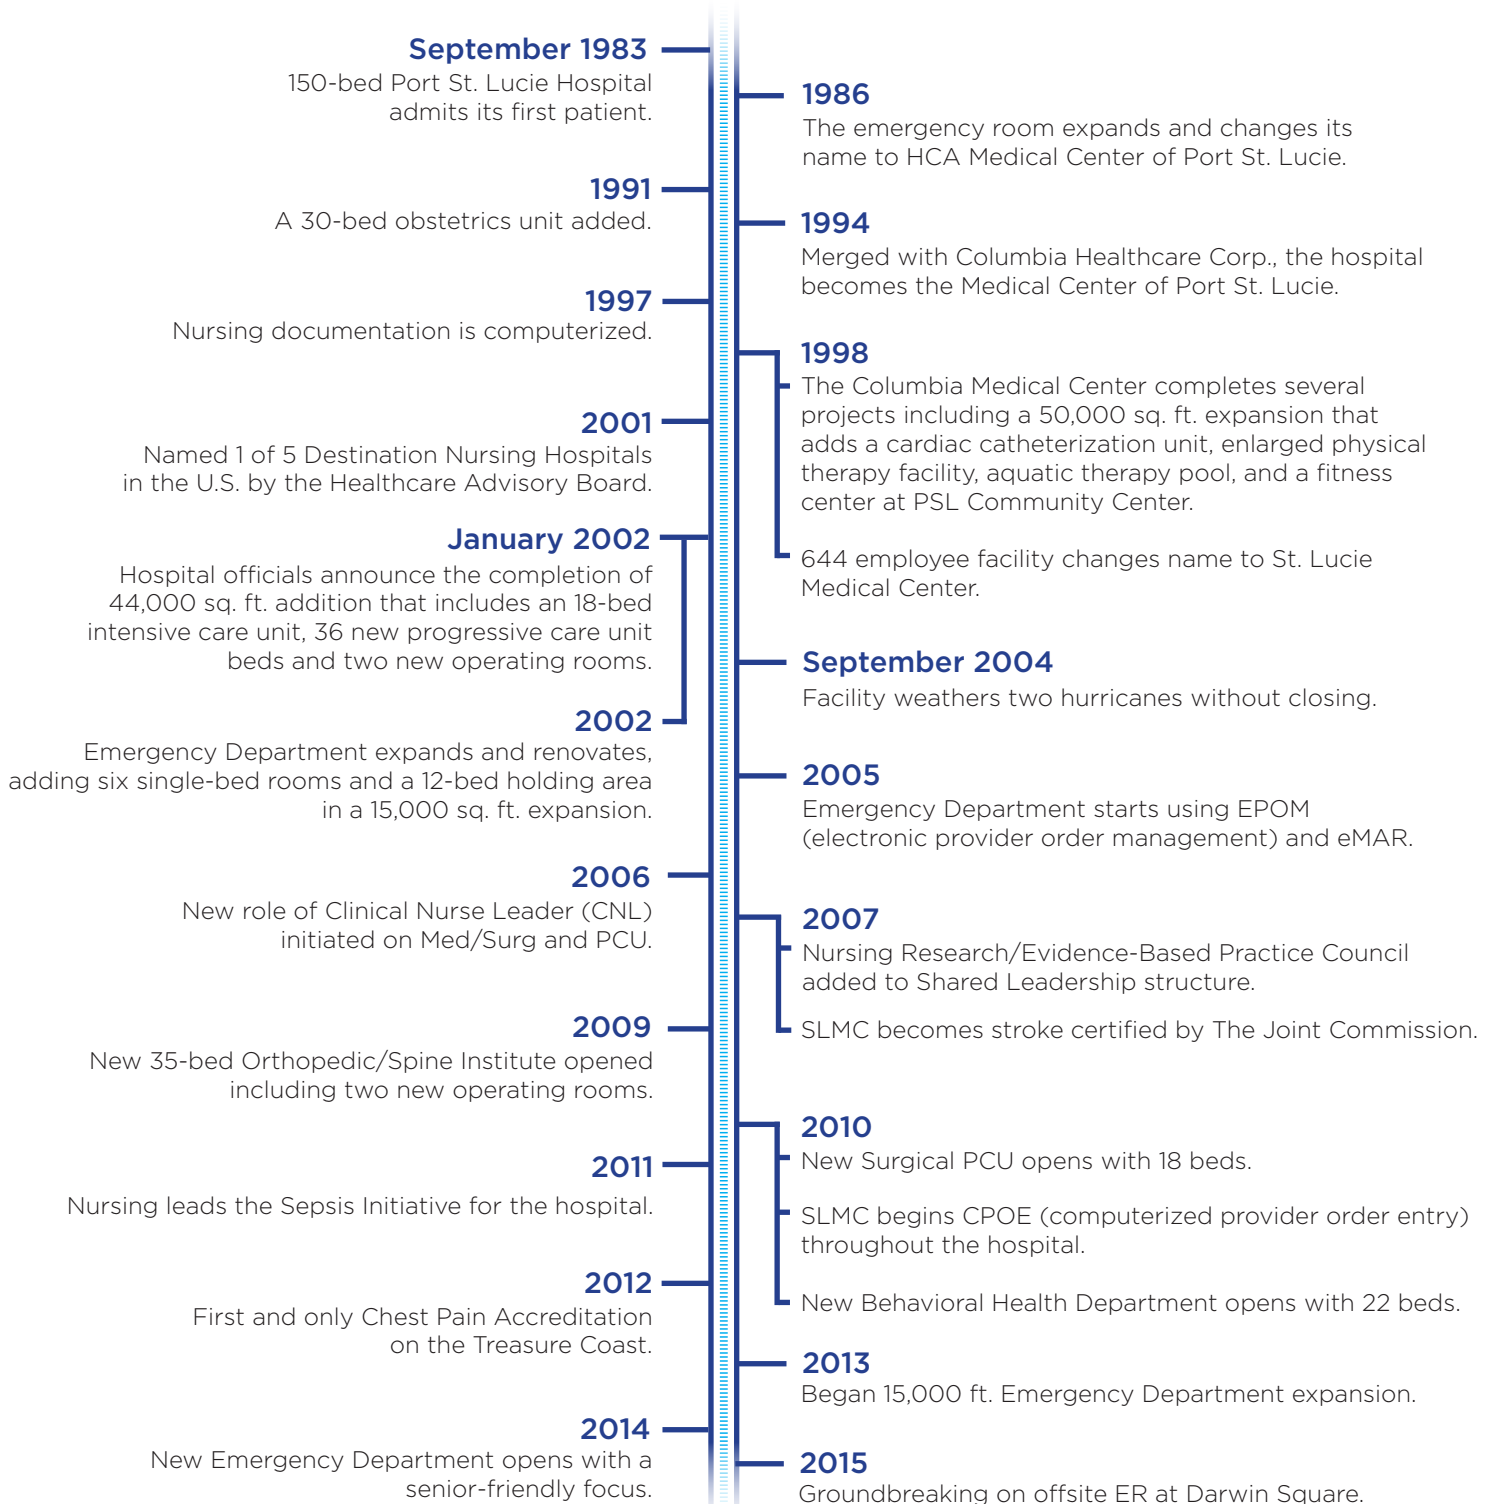 September 1983
150-bed Port St. Lucie Hospital
admits its first patient.
1986
The emergency room expands and changes its
name to HCA Medical Center of Port St. Lucie.
1991
A 30-bed obstetrics unit added.
1994
Merged with Columbia Healthcare Corp., the hospital
becomes the Medical Center of Port St. Lucie.
1997
Nursing documentation is computerized.
1998
The Columbia Medical Center completes several
projects including a 50,000 sq. ft. expansion that
adds a cardiac catheterization unit, enlarged physical
therapy facility, aquatic therapy pool, and a fitness
center at PSL Community Center.
644 employee facility changes name to St. Lucie
Medical Center.
2001
Named 1 of 5 Destination Nursing Hospitals
in the U.S. by the Healthcare Advisory Board.
January 2002
Hospital officials announce the completion of
44,000 sq. ft. addition that includes an 18-bed
intensive care unit, 36 new progressive care unit
beds and two new operating rooms.
2002
Emergency Department expands and renovates,
adding six single-bed rooms and a 12-bed holding area
in a 15,000 sq. ft. expansion.
September 2004
Facility weathers two hurricanes without closing.
2005
Emergency Department starts using EPOM
(electronic provider order management) and eMAR.
2006
New role of Clinical Nurse Leader (CNL)
initiated on Med/Surg and PCU.
2007
Nursing Research/Evidence-Based Practice Council
added to Shared Leadership structure.
SLMC becomes stroke certified by The Joint Commission.
2009
New 35-bed Orthopedic/Spine Institute opened
including two new operating rooms.
2010
New Surgical PCU opens with 18 beds.
SLMC begins CPOE (computerized provider order entry)
throughout the hospital.
New Behavioral Health Department opens with 22 beds.
2011
Nursing leads the Sepsis Initiative for the hospital.
2012
First and only Chest Pain Accreditation
on the Treasure Coast.
2013
Began 15,000 ft. Emergency Department expansion.
2014
New Emergency Department opens with a
senior-friendly focus.
2015
Groundbreaking on offsite ER at Darwin Square.